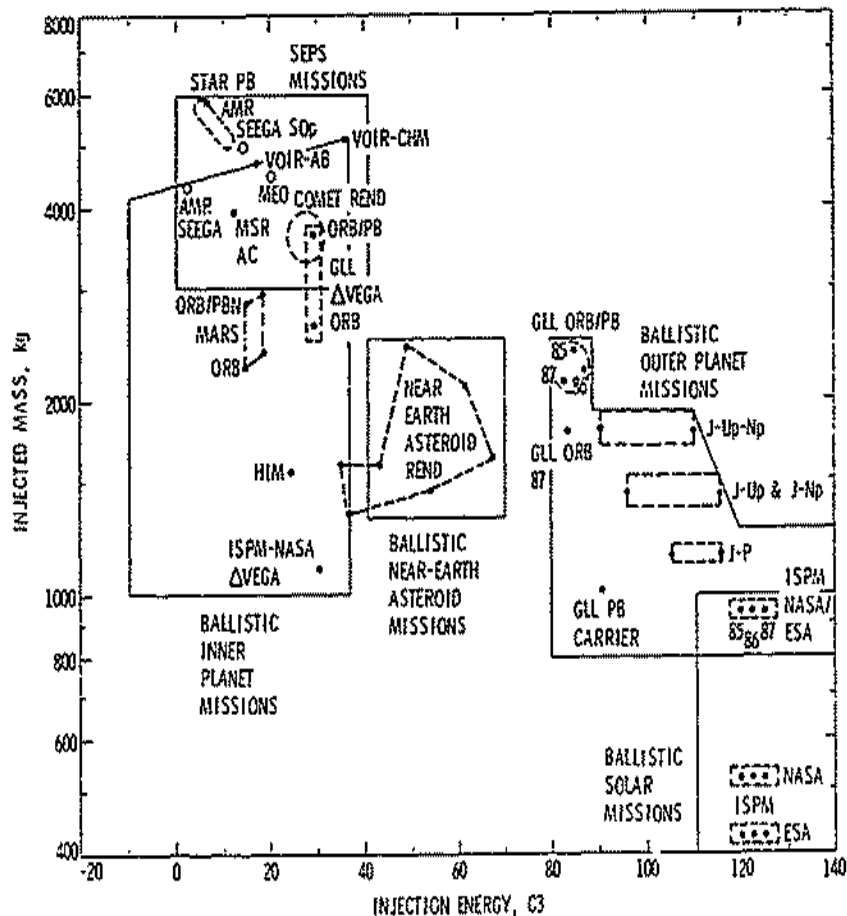 8000
6000
4000
2000
1000
800
600
400
INJECTED MASS, kg
SEPS
MISSIONS
STAR PB
AMR
SEEGA SOp
VOIR-CHM
VOIR-AB
MEO
COMET REND
AMR
SEEGA
MSR
AC
ORB/PB
GLL
ΔVEGA
ORB
ORB/PBN
MARS
ORB
HIM
ISPM-NASA
ΔVEGA
BALLISTIC
INNER
PLANET
MISSIONS
NEAR
EARTH
ASTEROID
REND
BALLISTIC
NEAR-EARTH
ASTEROID
MISSIONS
GLL ORB/PB
85
87
86
GLL ORB
87
BALLISTIC
OUTER PLANET
MISSIONS
J-Up-Np
J-Up & J-Np
J-P
GLL PB
CARRIER
ISPM
NASA/
ESA
85 86 87
BALLISTIC
SOLAR
MISSIONS
NASA
ISPM
ESA
-20 0 20 40 60 80 100 120 140
INJECTION ENERGY, C3